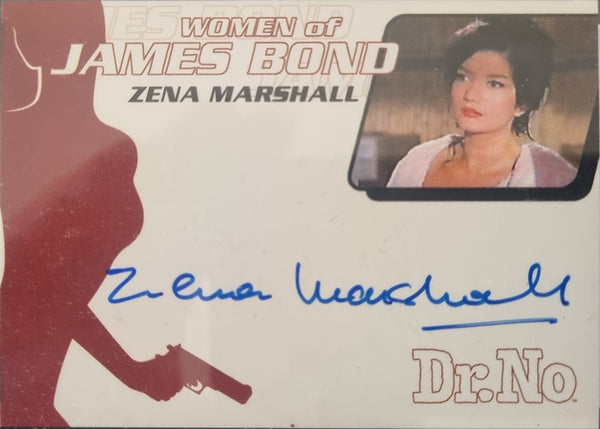 WOMEN of
JAMES BOND
ZENA MARSHALL
Zena Marshall
Dr.No